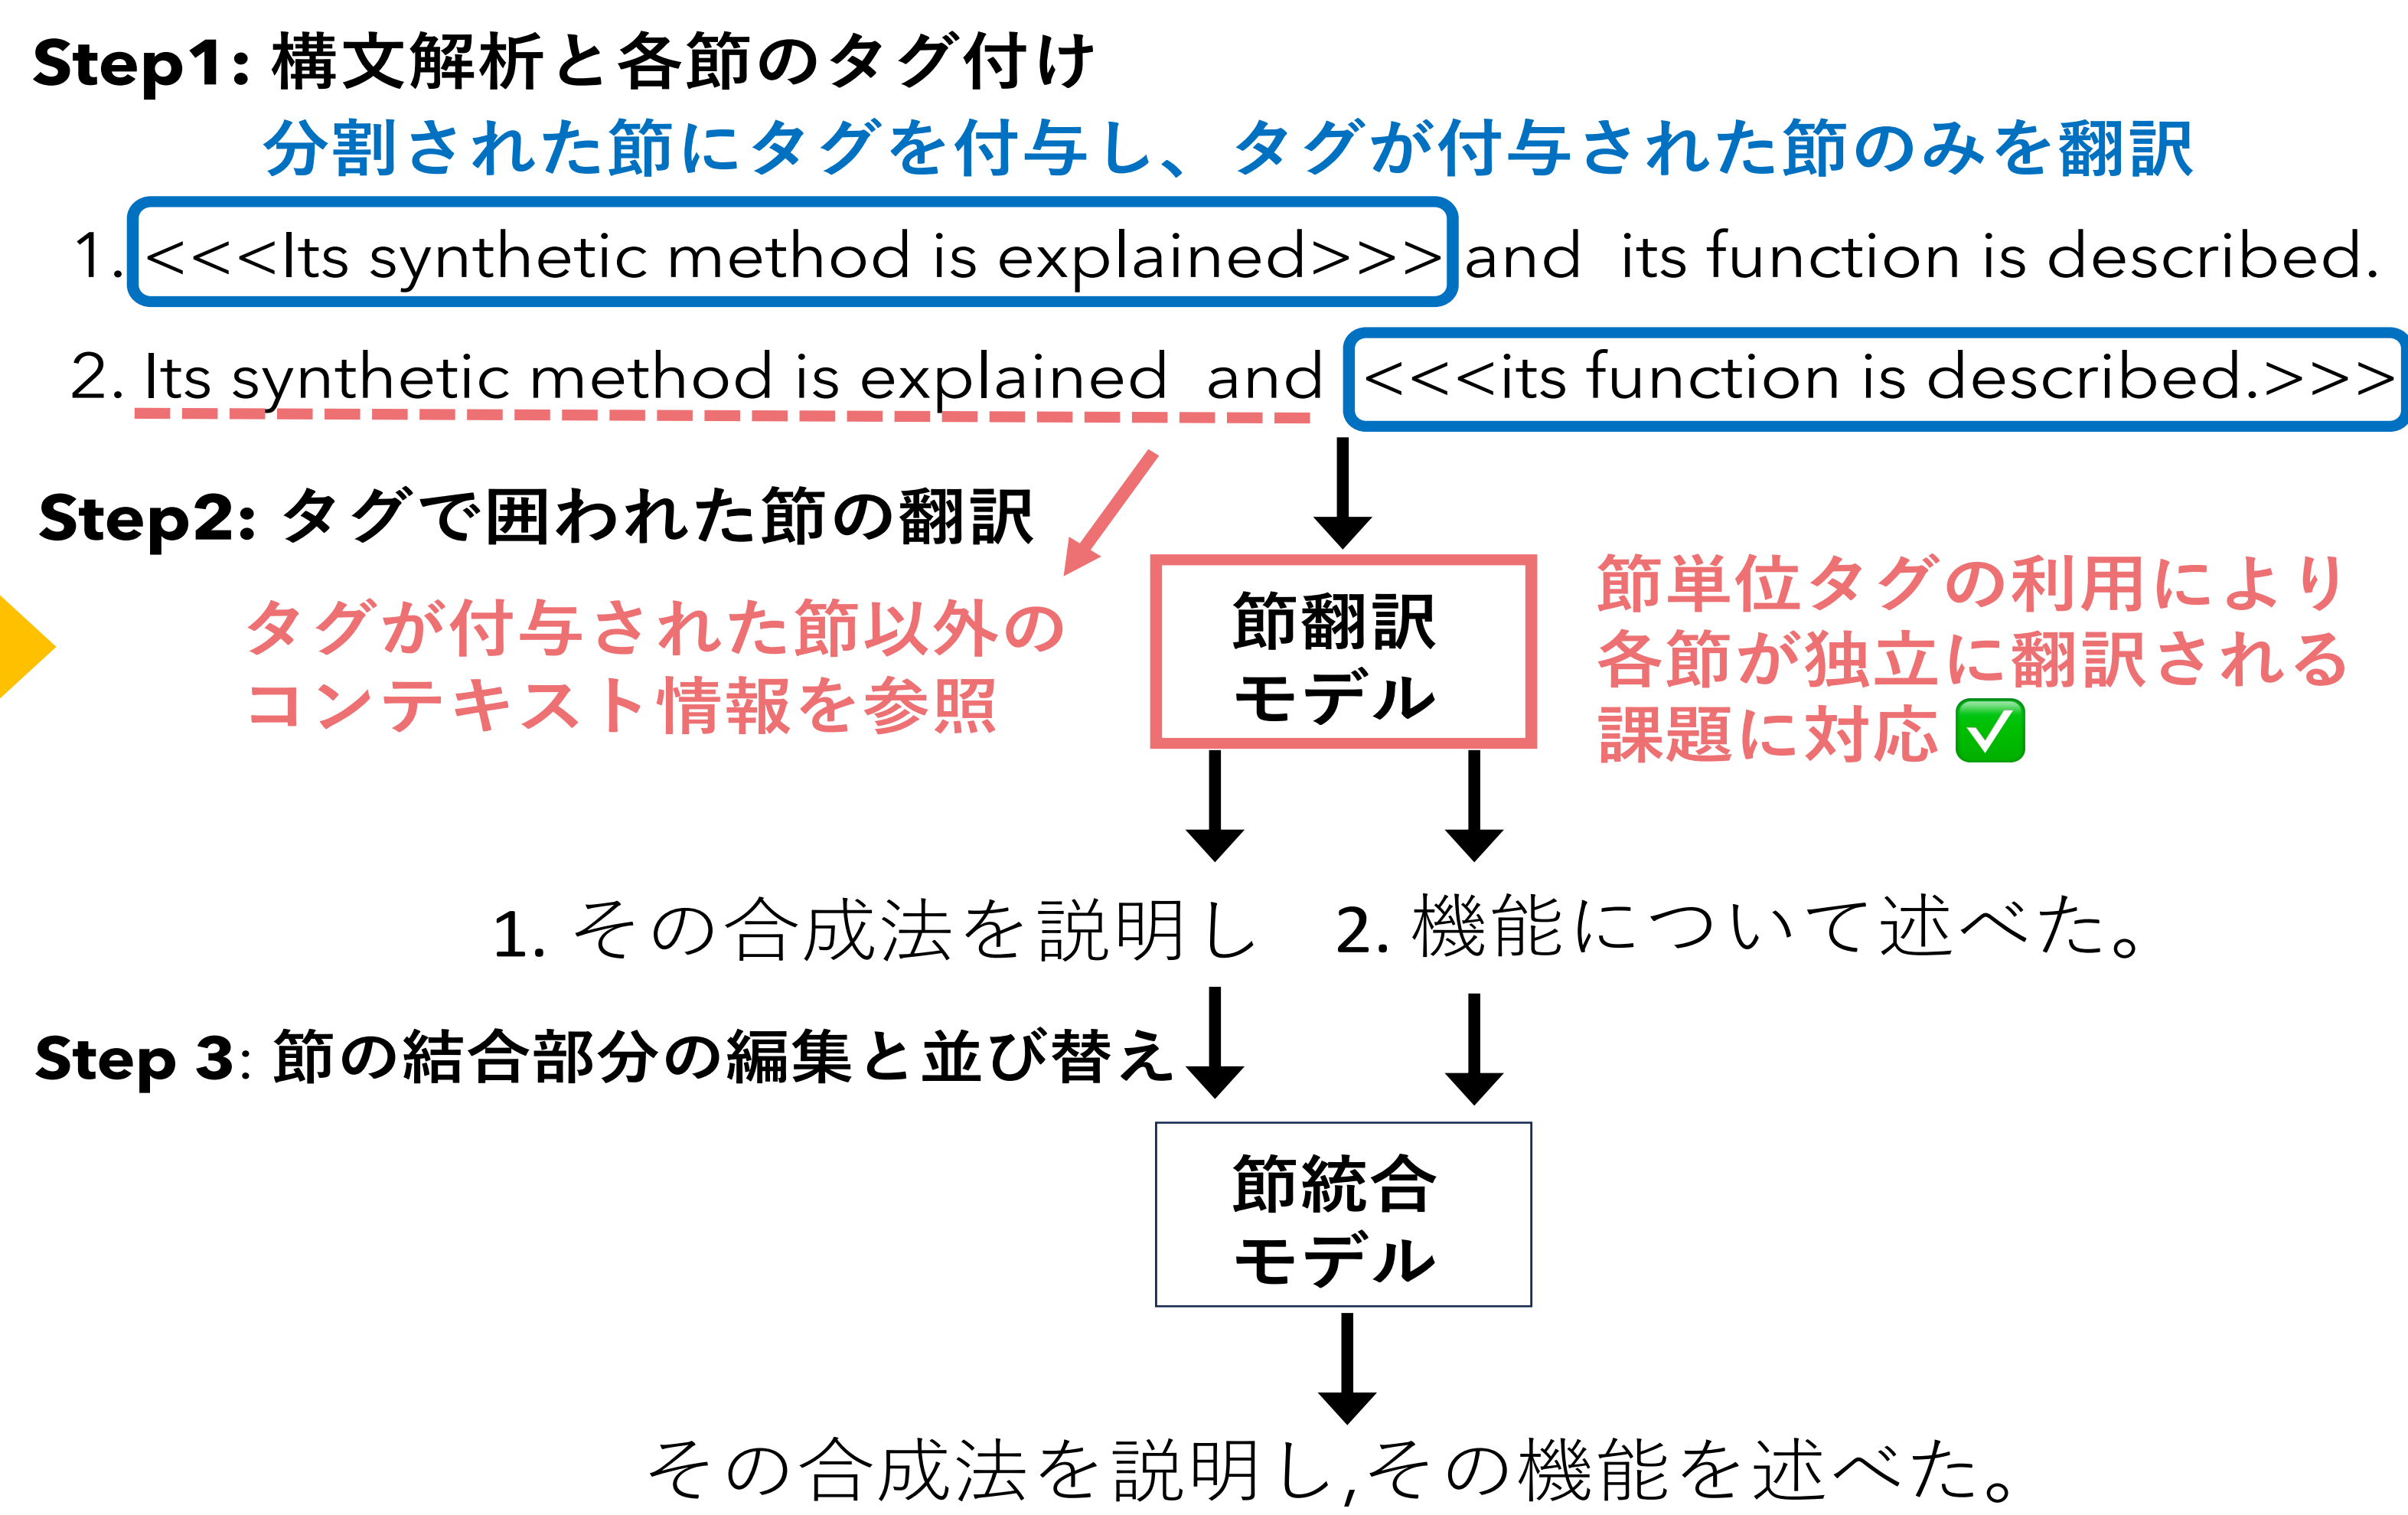 Step1: 構文解析と各節のタグ付け
分割された節にタグを付与し、タグが付与された節のみを翻訳
1. <<<Its synthetic method is explained>>> and its function is described.
2. Its synthetic method is explained and <<<its function is described.>>>
Step2: タグで囲われた節の翻訳
タグが付与された節以外の
コンテキスト情報を参照
節翻訳
モデル
節単位タグの利用により
各節が独立に翻訳される
課題に対応 ✅
1. その合成法を説明し
2. 機能について述べた。
Step 3: 節の結合部分の編集と並び替え
節統合
モデル
その合成法を説明し,その機能を述べた。